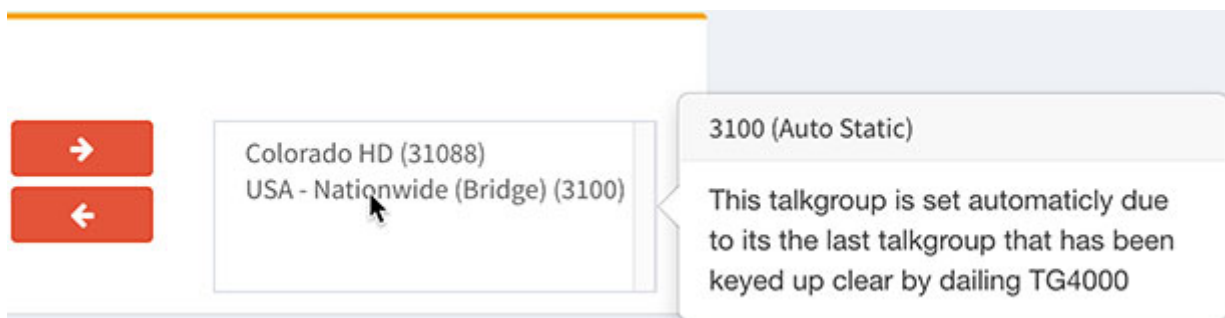 Colorado HD (31088)
USA - Nationwide (Bridge) (3100)
3100 (Auto Static)
This talkgroup is set automaticly due
to its the last talkgroup that has been
keyed up clear by dailing TG4000